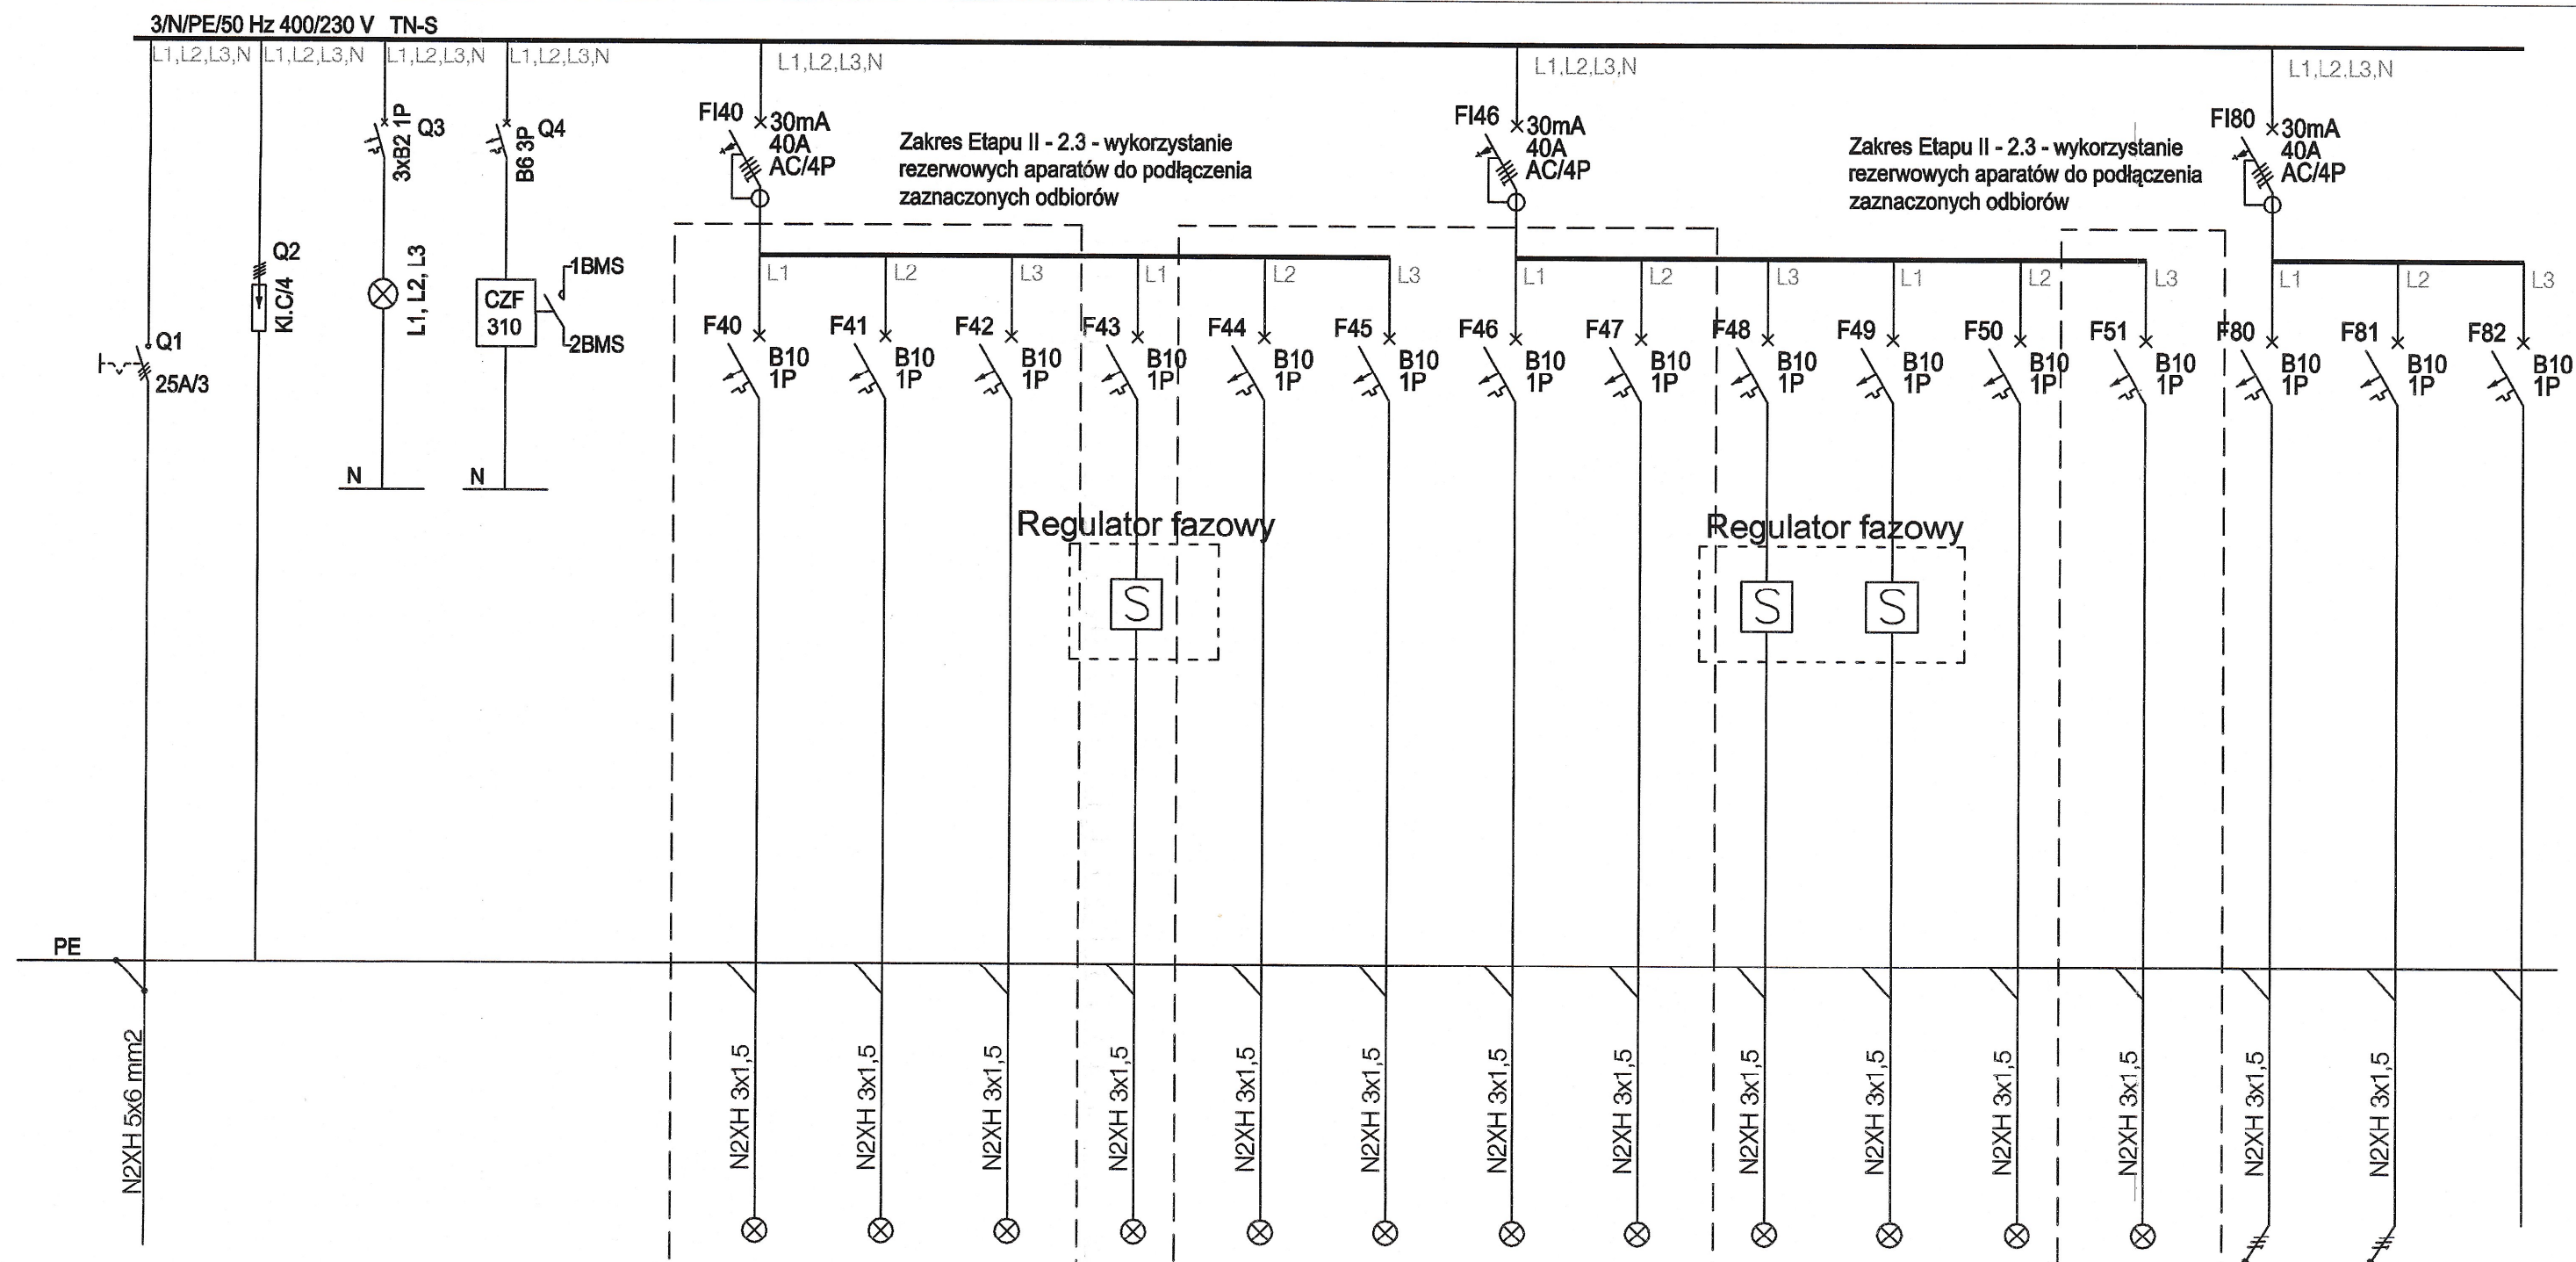 3/N/PE/50 Hz 400/230 V TN-S
L1,L2,L3,N L1,L2,L3,N L1,L2,L3,N L1,L2,L3,N L1,L2,L3,N L1,L2,L3,N L1,L2.L3,N
Q3
3xB2 1P
Q4
B6 3P
FI40
30mA
40A
AC/4P
Zakres Etapu II - 2.3 - wykorzystanie
rezerwowych aparatów do podłączenia
zaznaczonych odbiorów
FI46
30mA
40A
AC/4P
Zakres Etapu II - 2.3 - wykorzystanie
rezerwowych aparatów do podłączenia
zaznaczonych odbiorów
FI80
30mA
40A
AC/4P
Q2
Kl.C/4
L1, L2, L3
CZF
310
1BMS
2BMS
Q1
25A/3
N
N
L1 L2 L3 L1 L2 L3 L1 L2 L3 L1 L2 L3 L1 L2 L3
F40 F41 F42 F43 F44 F45 F46 F47 F48 F49 F50 F51 F80 F81 F82
B10 B10 B10 B10 B10 B10 B10 B10 B10 B10 B10 B10 B10 B10 B10
1P 1P 1P 1P 1P 1P 1P 1P 1P 1P 1P 1P 1P 1P 1P
Regulator fazowy
S
Regulator fazowy
S S
PE
N2XH 5x6 mm2
N2XH 3x1,5
N2XH 3x1,5
N2XH 3x1,5
N2XH 3x1,5
N2XH 3x1,5
N2XH 3x1,5
N2XH 3x1,5
N2XH 3x1,5
N2XH 3x1,5
N2XH 3x1,5
N2XH 3x1,5
N2XH 3x1,5
N2XH 3x1,5
N2XH 3x1,5